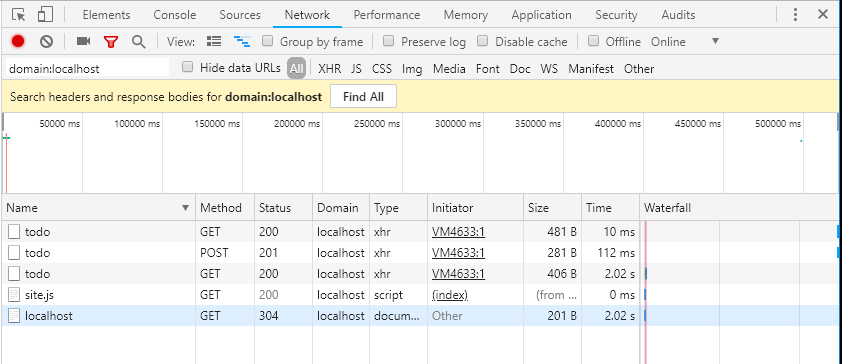 Elements Console Sources Network Performance Memory Application Security Audits
View: Group by frame Preserve log Disable cache Offline Online
domain:localhost Hide data URLs All XHR JS CSS Img Media Font Doc WS Manifest Other
Search headers and response bodies for domain:localhost Find All
50000 ms 100000 ms 150000 ms 200000 ms 250000 ms 300000 ms 350000 ms 400000 ms 450000 ms 500000 ms
Name Method Status Domain Type Initiator Size Time Waterfall
todo GET 200 localhost xhr VM4633:1 481 B 10 ms
todo POST 201 localhost xhr VM4633:1 281 B 112 ms
todo GET 200 localhost xhr VM4633:1 406 B 2.02 s
site.js GET 200 localhost script (index) (from ... 0 ms
localhost GET 304 localhost docum... Other 201 B 2.02 s